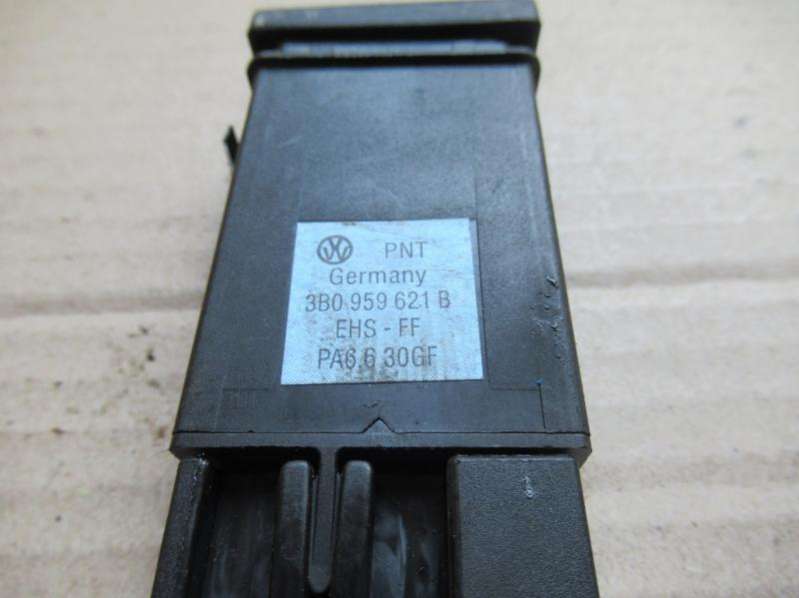 PNT
Germany
3B0 959 621 B
EHS - FF
PA6 6 30GF